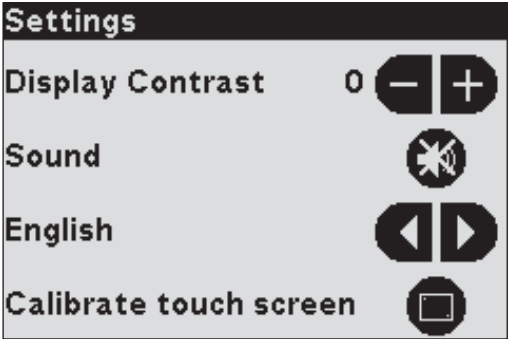 Settings
Display Contrast 0 − +
Sound
English
Calibrate touch screen